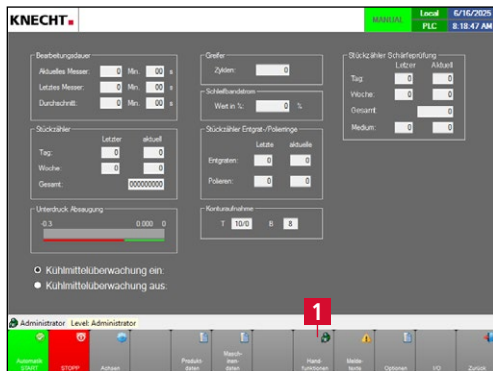 KNECHT
MANUAL
Local 6/16/2025
PLC 8:18:47 AM
Bearbeitungsdauer
Aktuelles Messer: 0 Min. 00 s
Letztes Messer: 0 Min. 00 s
Durchschnitt: 0 Min. 00 s
Stückzähler
Letzter aktuell
Tag: 0 0
Woche: 0 0
Gesamt: 000000000
Unterdruck Absaugung
-0.3 0.000 0
Kühlmittelüberwachung ein:
Kühlmittelüberwachung aus:
Greifer
Zyklen: 0
Schleifbandstrom
Wert in %: 0 %
Stückzähler Entgrat-/Polierringe
Letzte aktuelle
Entgraten: 0 0
Polieren: 0 0
Konturaufnahme
T 10/0 B 8
Stückzähler Schärfeprüfung
Letzer Aktuell
Tag: 0 0
Woche: 0 0
Gesamt: 0
Medium: 0 0
1
Administrator Level: Administrator
Automatik START
STOPP
Achsen
Produkt-daten
Masch-inen-daten
Hand-funktionen
Melde-texte
Optionen
I/O
Zurück